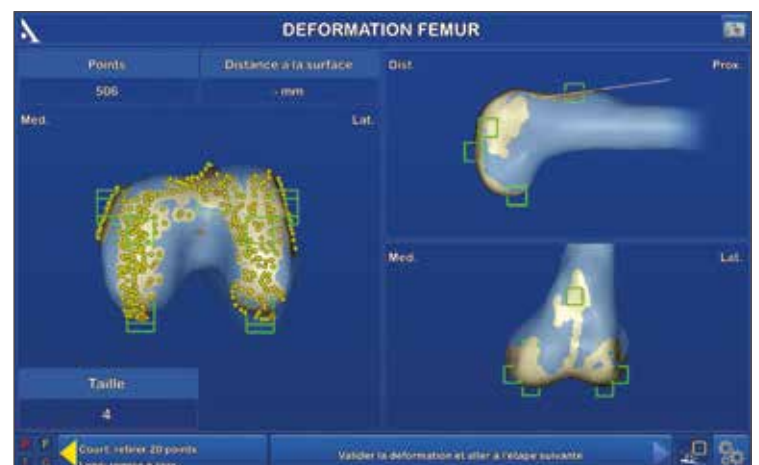 DEFORMATION FEMUR
Points
Distance a la surface
506
- mm
Med.
Lat.
Dist.
Prox.
Med.
Lat.
Taille
4
Court: retirer 20 points
Valider la deformation et aller à l'étape suivante